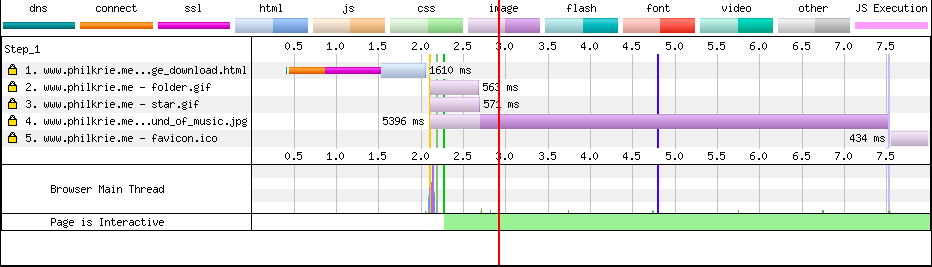 dns connect ssl html js css image flash font video other JS Execution
Step_1 0.5 1.0 1.5 2.0 2.5 3.0 3.5 4.0 4.5 5.0 5.5 6.0 6.5 7.0 7.5
1. www.philkrie.me...ge_download.html 1610 ms
2. www.philkrie.me - folder.gif 563 ms
3. www.philkrie.me - star.gif 571 ms
4. www.philkrie.me...und_of_music.jpg 5396 ms
5. www.philkrie.me - favicon.ico 434 ms
0.5 1.0 1.5 2.0 2.5 3.0 3.5 4.0 4.5 5.0 5.5 6.0 6.5 7.0 7.5
Browser Main Thread
Page is Interactive